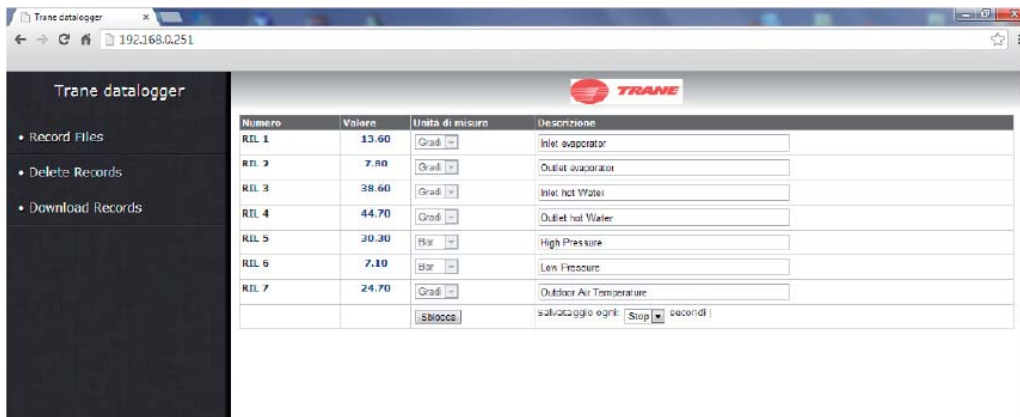 Trane datalogger
192.168.0.251
Trane datalogger
• Record Files
• Delete Records
• Download Records
TRANE
Numero Valore Unità di misura Descrizione
RIL 1 13.60 Gradi Inlet evaporator
RIL 2 7.80 Gradi Outlet evaporator
RIL 3 38.60 Gradi Inlet hot Water
RIL 4 44.70 Gradi Outlet hot Water
RIL 5 30.30 Bar High Pressure
RIL 6 7.10 Bar Low Pressure
RIL 7 24.70 Gradi Outdoor Air Temperature
Sblocca salvataggio ogni: Stop secondi |